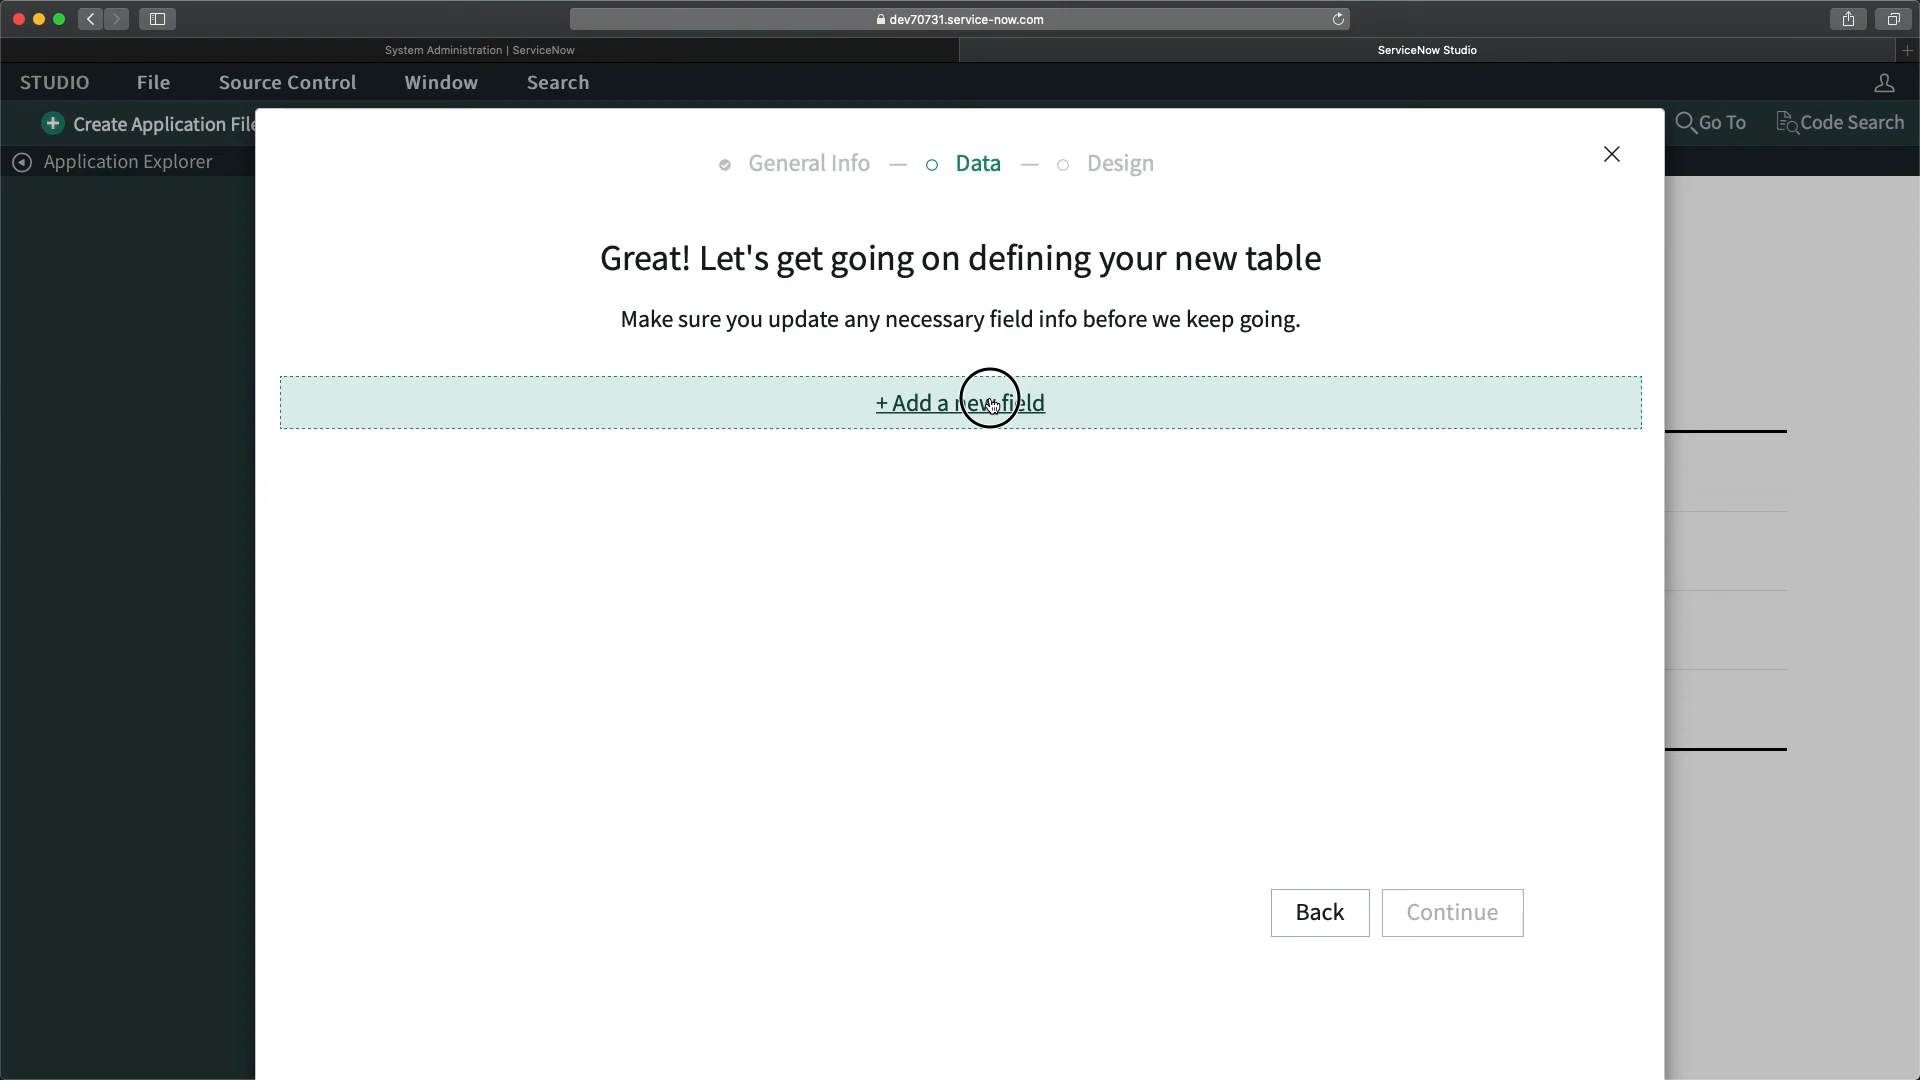 dev70731.service-now.com
System Administration | ServiceNow
ServiceNow Studio
STUDIO File Source Control Window Search
Create Application File
Go To
Code Search
Application Explorer
General Info — Data — Design
Great! Let's get going on defining your new table
Make sure you update any necessary field info before we keep going.
+ Add a new field
Back
Continue